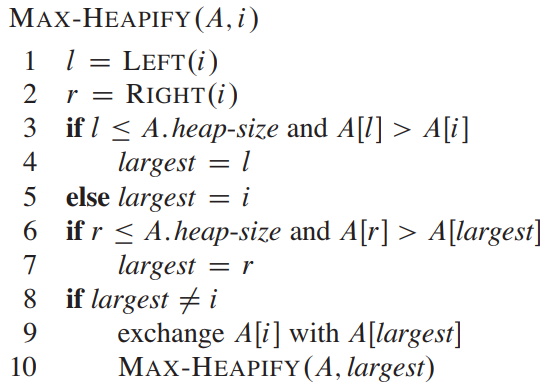 MAX-HEAPIFY(A, i)
1 l = LEFT(i)
2 r = RIGHT(i)
3 if l ≤ A.heap-size and A[l] > A[i]
4 largest = l
5 else largest = i
6 if r ≤ A.heap-size and A[r] > A[largest]
7 largest = r
8 if largest ≠ i
9 exchange A[i] with A[largest]
10 MAX-HEAPIFY(A, largest)